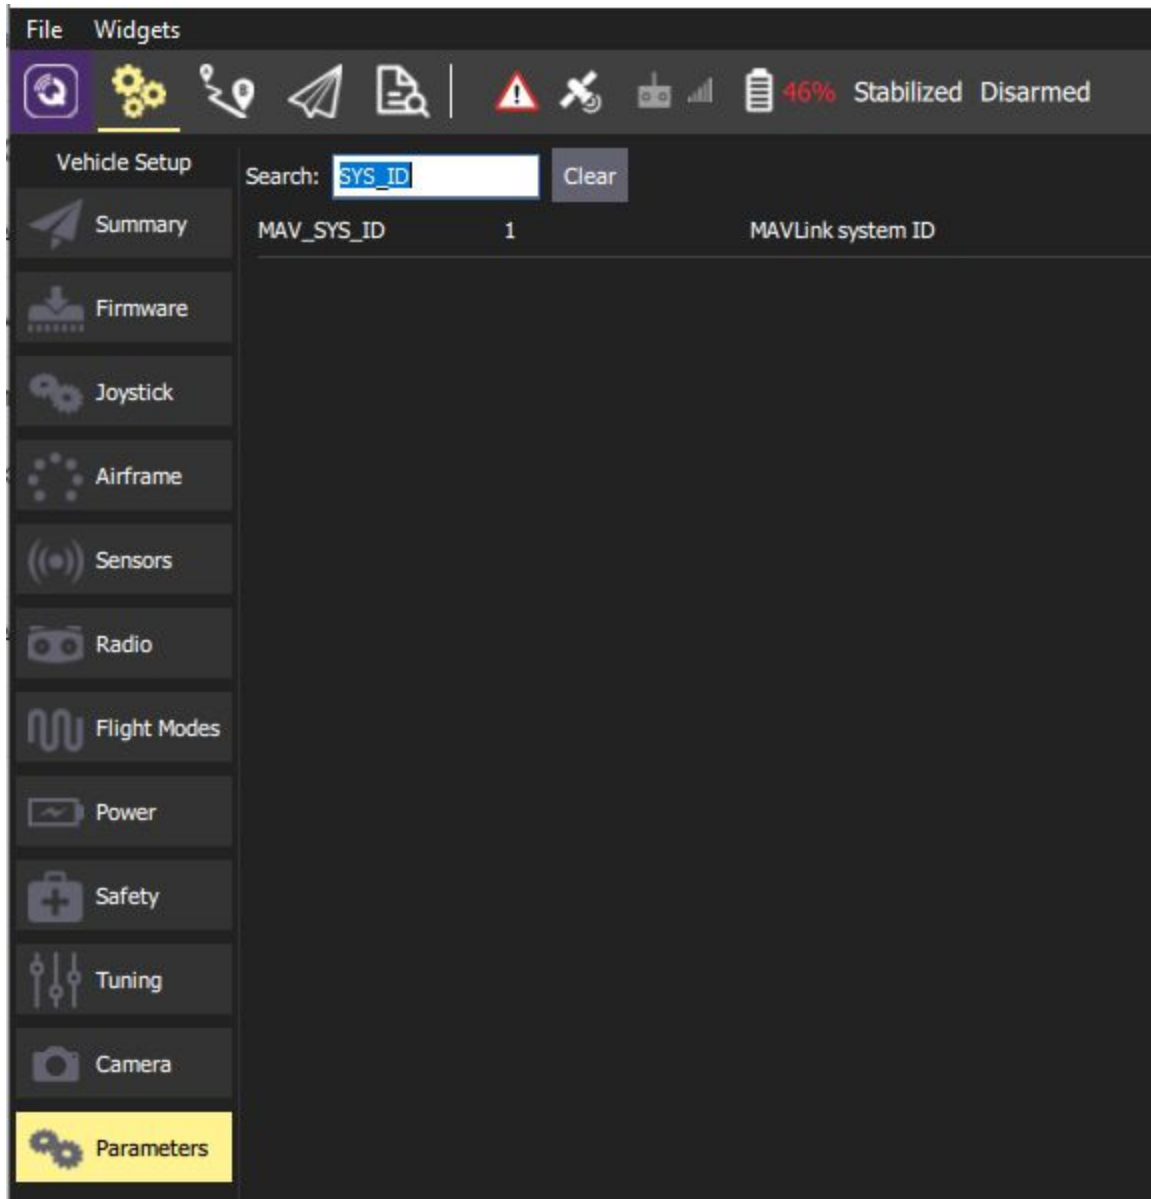 File Widgets
46% Stabilized Disarmed
Vehicle Setup
Search: SYS_ID Clear
Summary
MAV_SYS_ID 1 MAVLink system ID
Firmware
Joystick
Airframe
Sensors
Radio
Flight Modes
Power
Safety
Tuning
Camera
Parameters